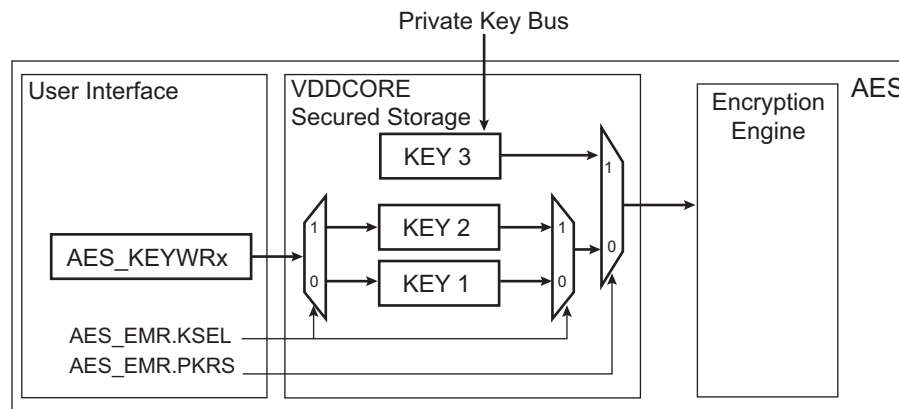 Private Key Bus
User Interface
VDDCORE
Secured Storage
Encryption
Engine
AES
KEY 3
1
0
AES_KEYWRx
1
0
KEY 2
KEY 1
1
0
AES_EMR.KSEL
AES_EMR.PKRS